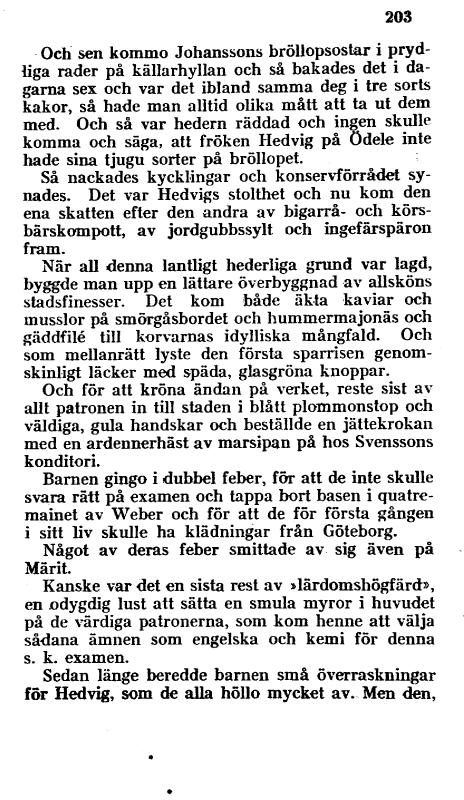 203
Och sen kommo Johanssons bröllopsostar i pryd-
liga rader på källarhyllan och så bakades det i da-
garna sex och var det ibland samma deg i tre sorts
kakor, så hade man alltid olika mått att ta ut dem
med. Och så var hedern räddad och ingen skulle
komma och säga, att fröken Hedvig på Ödele inte
hade sina tjugu sorter på bröllopet.
Så nackades kycklingar och konservförrådet sy-
nades. Det var Hedvigs stolthet och nu kom den
ena skatten efter den andra av bigarrå- och körs-
bärskompott, av jordgubbssylt och ingefärspäron
fram.
När all denna lantligt hederliga grund var lagd,
byggde man upp en lättare överbyggnad av allsköns
stadsfinesser. Det kom både äkta kaviar och
musslor på smörgåsbordet och hummermajonäs och
gäddfilé till korvarnas idylliska mångfald. Och
som mellanrätt lyste den första sparrisen genom-
skinligt läcker med späda, glasgröna knoppar.
Och för att kröna ändan på verket, reste sist av
allt patronen in till staden i blått plommonstop och
väldiga, gula handskar och beställde en jättekrokan
med en ardennerhäst av marsipan på hos Svenssons
konditori.
Barnen gingo i dubbel feber, för att de inte skulle
svara rätt på examen och tappa bort basen i quatre-
mainet av Weber och för att de för första gången
i sitt liv skulle ha klädningar från Göteborg.
Något av deras feber smittade av sig även på
Märit.
Kanske var det en sista rest av »lärdomshögfärd»,
en odygdig lust att sätta en smula myror i huvudet
på de värdiga patronerna, som kom henne att välja
sådana ämnen som engelska och kemi för denna
s. k. examen.
Sedan länge beredde barnen små överraskningar
för Hedvig, som de alla höllo mycket av. Men den,